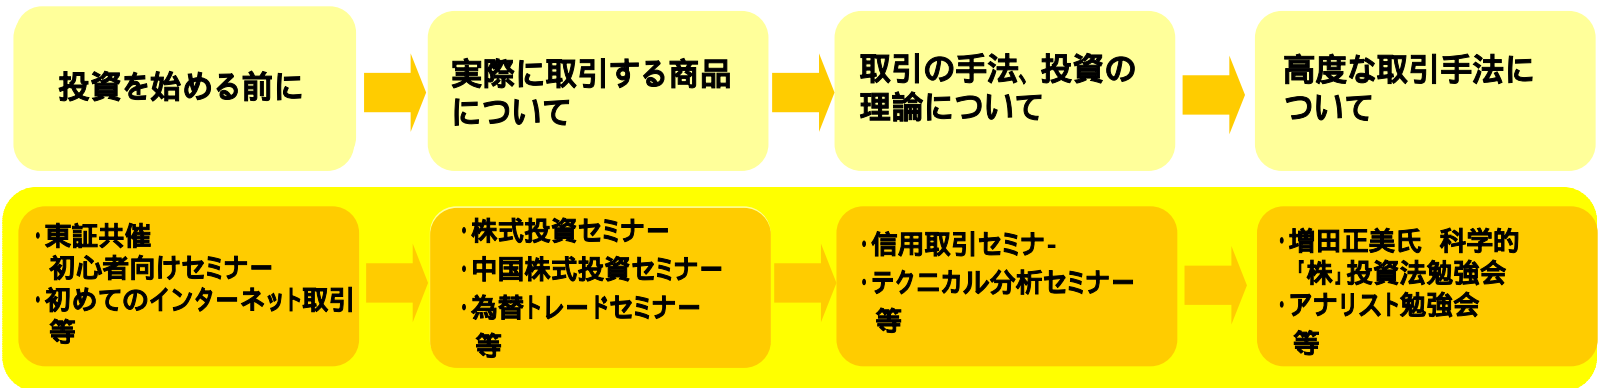 投資を始める前に
実際に取引する商品
について
取引の手法、投資の
理論について
高度な取引手法に
ついて
・東証共催
初心者向けセミナー
・初めてのインターネット取引
等
・株式投資セミナー
・中国株式投資セミナー
・為替トレードセミナー
等
・信用取引セミナ-
・テクニカル分析セミナー
等
・増田正美氏　科学的
「株」投資法勉強会
・アナリスト勉強会
等